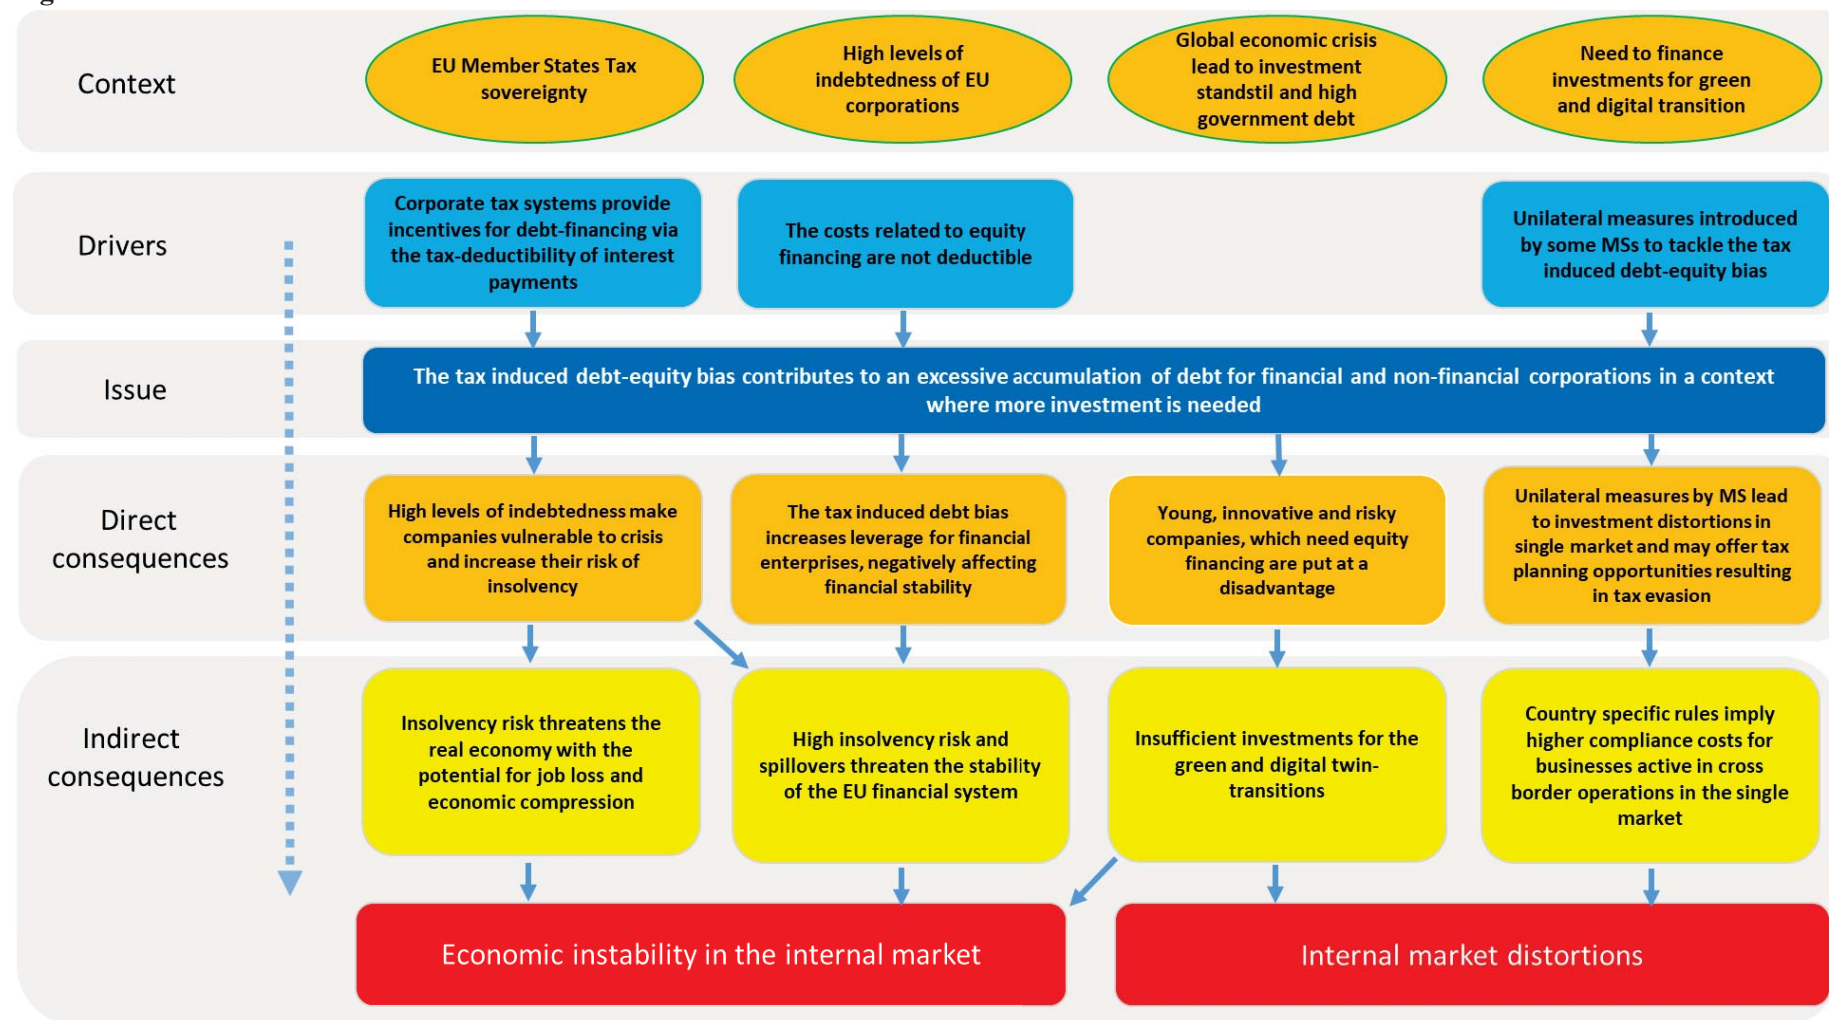 Context
EU Member States Tax
sovereignty
High levels of
indebtedness of EU
corporations
Global economic crisis
lead to investment
standstil and high
government debt
Need to finance
investments for green
and digital transition
Drivers
Corporate tax systems provide
incentives for debt-financing via
the tax-deductibility of interest
payments
The costs related to equity
financing are not deductible
Unilateral measures introduced
by some MSs to tackle the tax
induced debt-equity bias
Issue
The tax induced debt-equity bias contributes to an excessive accumulation of debt for financial and non-financial corporations in a context
where more investment is needed
Direct
consequences
High levels of indebtedness make
companies vulnerable to crisis
and increase their risk of
insolvency
The tax induced debt bias
increases leverage for financial
enterprises, negatively affecting
financial stability
Young, innovative and risky
companies, which need equity
financing are put at a
disadvantage
Unilateral measures by MS lead
to investment distortions in
single market and may offer tax
planning opportunities resulting
in tax evasion
Indirect
consequences
Insolvency risk threatens the
real economy with the
potential for job loss and
economic compression
High insolvency risk and
spillovers threaten the stability
of the EU financial system
Insufficient investments for the
green and digital twin-
transitions
Country specific rules imply
higher compliance costs for
businesses active in cross
border operations in the single
market
Economic instability in the internal market
Internal market distortions